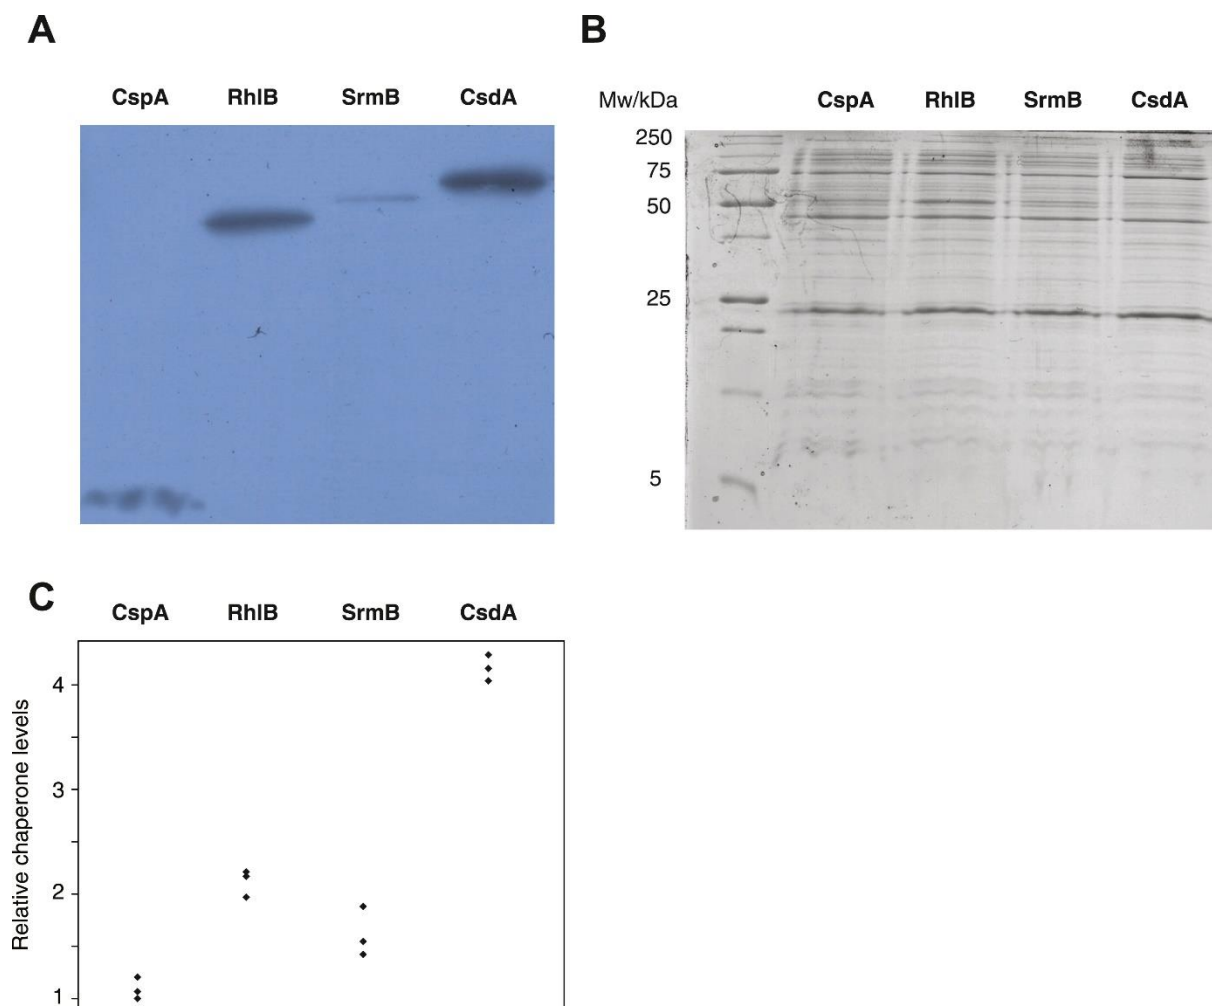 A
CspA RhlB SrmB CsdA
B
Mw/kDa CspA RhlB SrmB CsdA
250
75
50
25
5
C
CspA RhlB SrmB CsdA
Relative chaperone levels
4
3
2
1